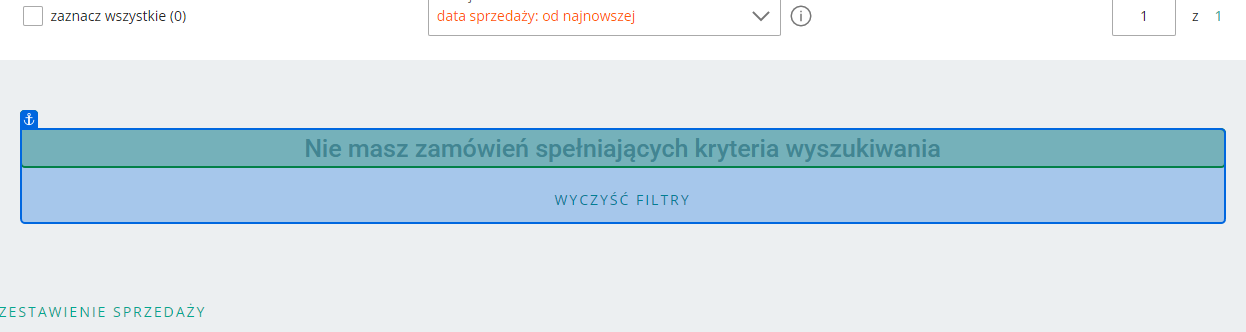 zaznacz wszystkie (0)
data sprzedaży: od najnowszej
1 z 1
Nie masz zamówień spełniających kryteria wyszukiwania
WYCZYŚĆ FILTRY
ZESTAWIENIE SPRZEDAŻY